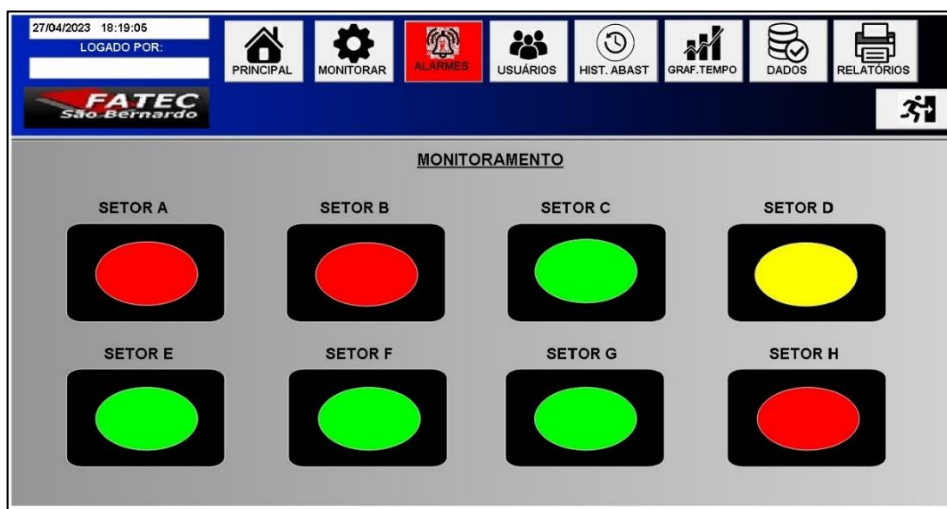 27/04/2023 18:19:05
LOGADO POR:
PRINCIPAL
MONITORAR
ALARMES
USUÁRIOS
HIST. ABAST
GRAF.TEMPO
DADOS
RELATÓRIOS
FATEC
São Bernardo
MONITORAMENTO
SETOR A
SETOR B
SETOR C
SETOR D
SETOR E
SETOR F
SETOR G
SETOR H